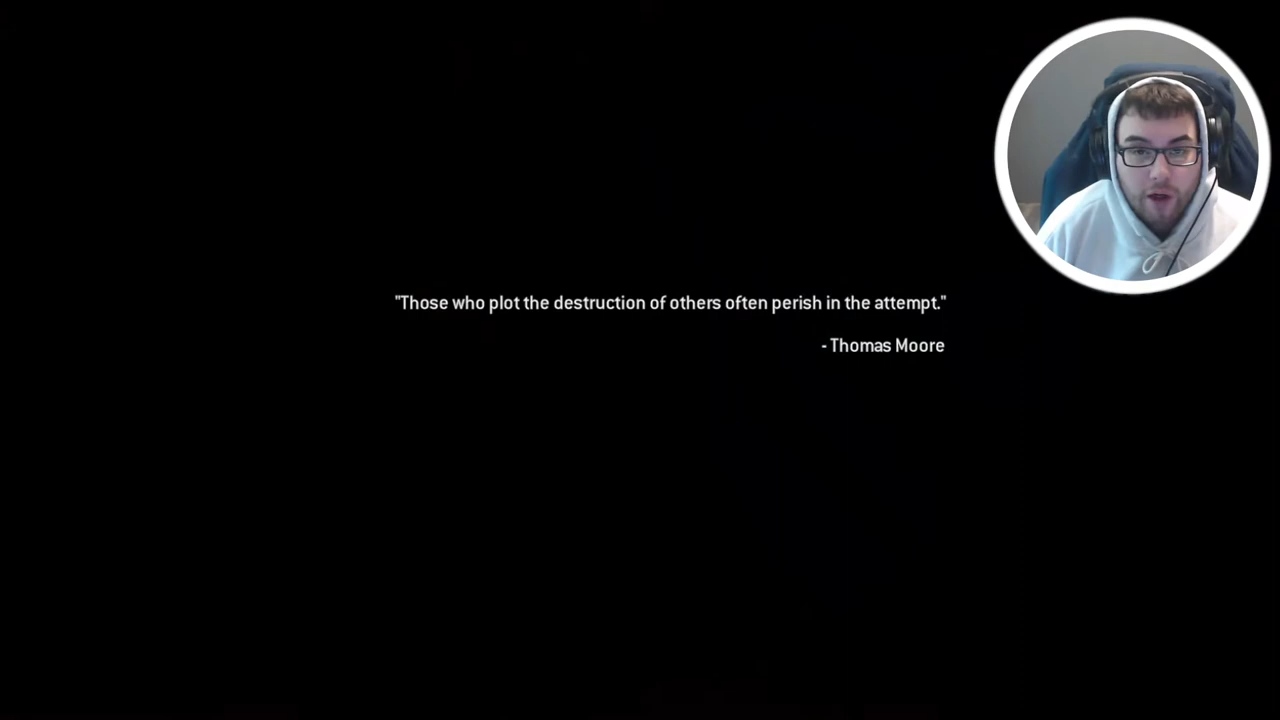 "Those who plot the destruction of others often perish in the attempt."
- Thomas Moore